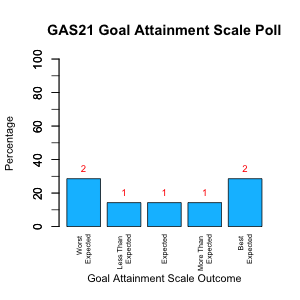 GAS21 Goal Attainment Scale Poll
Percentage
100
80
60
40
20
0
2
1
1
1
2
Worst
Expected
Less Than
Expected
Expected
More Than
Expected
Best
Expected
Goal Attainment Scale Outcome